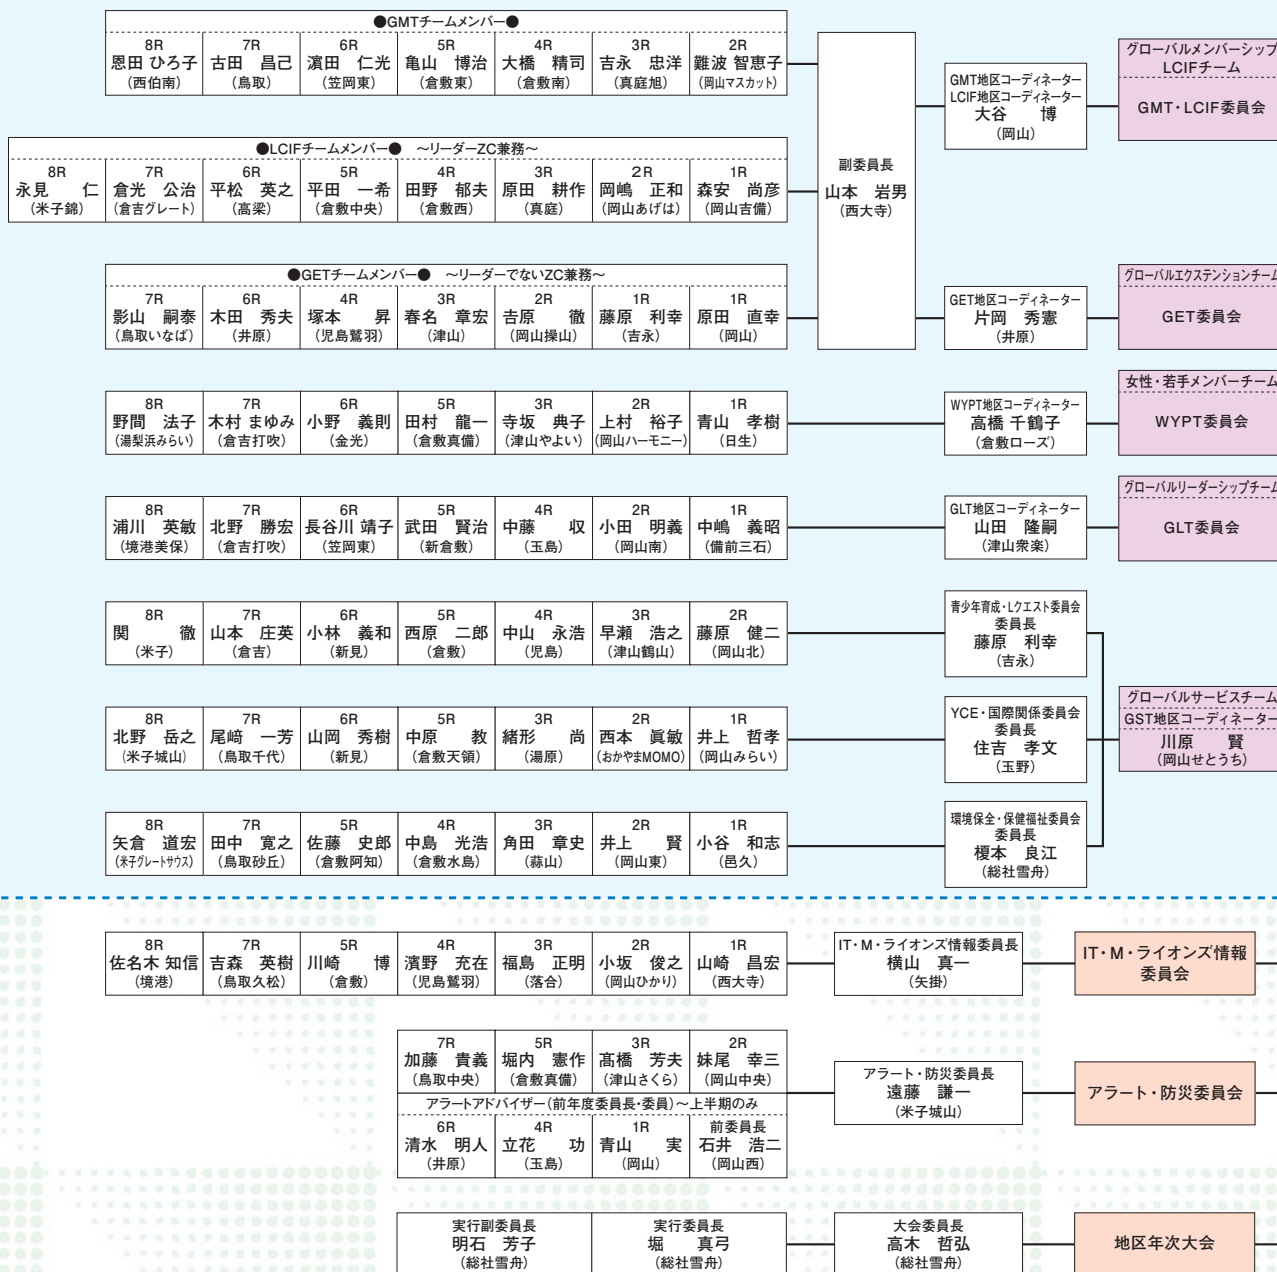 ●GMTチームメンバー●
8R 7R 6R 5R 4R 3R 2R
恩田 ひろ子 古田 昌己 濵田 仁光 亀山 博治 大橋 精司 吉永 忠洋 難波 智恵子
(西伯南) (鳥取) (笠岡東) (倉敷東) (倉敷南) (真庭旭) (岡山マスカット)
●LCIFチームメンバー● ～リーダーZC兼務～
8R 7R 6R 5R 4R 3R 2R 1R
永見 仁 倉光 公治 平松 英之 平田 一希 田野 郁夫 原田 耕作 岡嶋 正和 森安 尚彦
(米子錦) (倉吉グレート) (高梁) (倉敷中央) (倉敷西) (真庭) (岡山あげは) (岡山吉備)
●GETチームメンバー● ～リーダーでないZC兼務～
7R 6R 4R 3R 2R 1R 1R
影山 嗣泰 木田 秀夫 塚本 昇 春名 章宏 吉原 徹 藤原 利幸 原田 直幸
(鳥取いなば) (井原) (児島鷲羽) (津山) (岡山操山) (吉永) (岡山)
副委員長
山本 岩男
(西大寺)
GMT地区コーディネーター
LCIF地区コーディネーター
大谷 博
(岡山)
グローバルメンバーシップ
LCIFチーム
GMT・LCIF委員会
GET地区コーディネーター
片岡 秀憲
(井原)
グローバルエクステンションチーム
GET委員会
8R 7R 6R 5R 3R 2R 1R
野間 法子 木村 まゆみ 小野 義則 田村 龍一 寺坂 典子 上村 裕子 青山 孝樹
(湯梨浜みらい) (倉吉打吹) (金光) (倉敷真備) (津山やよい) (岡山ハーモニー) (日生)
WYPT地区コーディネーター
高橋 千鶴子
(倉敷ローズ)
女性・若手メンバーチーム
WYPT委員会
8R 7R 6R 5R 4R 2R 1R
浦川 英敏 北野 勝宏 長谷川 靖子 武田 賢治 中藤 収 小田 明義 中嶋 義昭
(境港美保) (倉吉打吹) (笠岡東) (新倉敷) (玉島) (岡山南) (備前三石)
GLT地区コーディネーター
山田 隆嗣
(津山衆楽)
グローバルリーダーシップチーム
GLT委員会
8R 7R 6R 5R 4R 3R 2R
関 徹 山本 庄英 小林 義和 西原 二郎 中山 永浩 早瀬 浩之 藤原 健二
(米子) (倉吉) (新見) (倉敷) (児島) (津山鶴山) (岡山北)
青少年育成・Lクエスト委員会
委員長
藤原 利幸
(吉永)
8R 7R 6R 5R 3R 2R 1R
北野 岳之 尾﨑 一芳 山岡 秀樹 中原 教 緒形 尚 西本 眞敏 井上 哲孝
(米子城山) (鳥取千代) (新見) (倉敷天領) (湯原) (おかやまMOMO) (岡山みらい)
YCE・国際関係委員会
委員長
住吉 孝文
(玉野)
グローバルサービスチーム
GST地区コーディネーター
川原 賢
(岡山せとうち)
8R 7R 5R 4R 3R 2R 1R
矢倉 道宏 田中 寛之 佐藤 史郎 中島 光浩 角田 章史 井上 賢 小谷 和志
(米子グレートサウス) (鳥取砂丘) (倉敷阿知) (倉敷水島) (蒜山) (岡山東) (邑久)
環境保全・保健福祉委員会
委員長
榎本 良江
(総社雪舟)
8R 7R 5R 4R 3R 2R 1R
佐名木 知信 吉森 英樹 川崎 博 濱野 充在 福島 正明 小坂 俊之 山崎 昌宏
(境港) (鳥取久松) (倉敷) (児島鷲羽) (落合) (岡山ひかり) (西大寺)
IT・M・ライオンズ情報委員長
横山 真一
(矢掛)
IT・M・ライオンズ情報
委員会
7R 5R 3R 2R
加藤 貴義 堀内 憲作 髙橋 芳夫 妹尾 幸三
(鳥取中央) (倉敷真備) (津山さくら) (岡山中央)
アラートアドバイザー(前年度委員長・委員)～上半期のみ
6R 4R 1R 前委員長
清水 明人 立花 功 青山 実 石井 浩二
(井原) (玉島) (岡山) (岡山西)
アラート・防災委員長
遠藤 謙一
(米子城山)
アラート・防災委員会
実行副委員長 実行委員長
明石 芳子 堀 真弓
(総社雪舟) (総社雪舟)
大会委員長
高木 哲弘
(総社雪舟)
地区年次大会